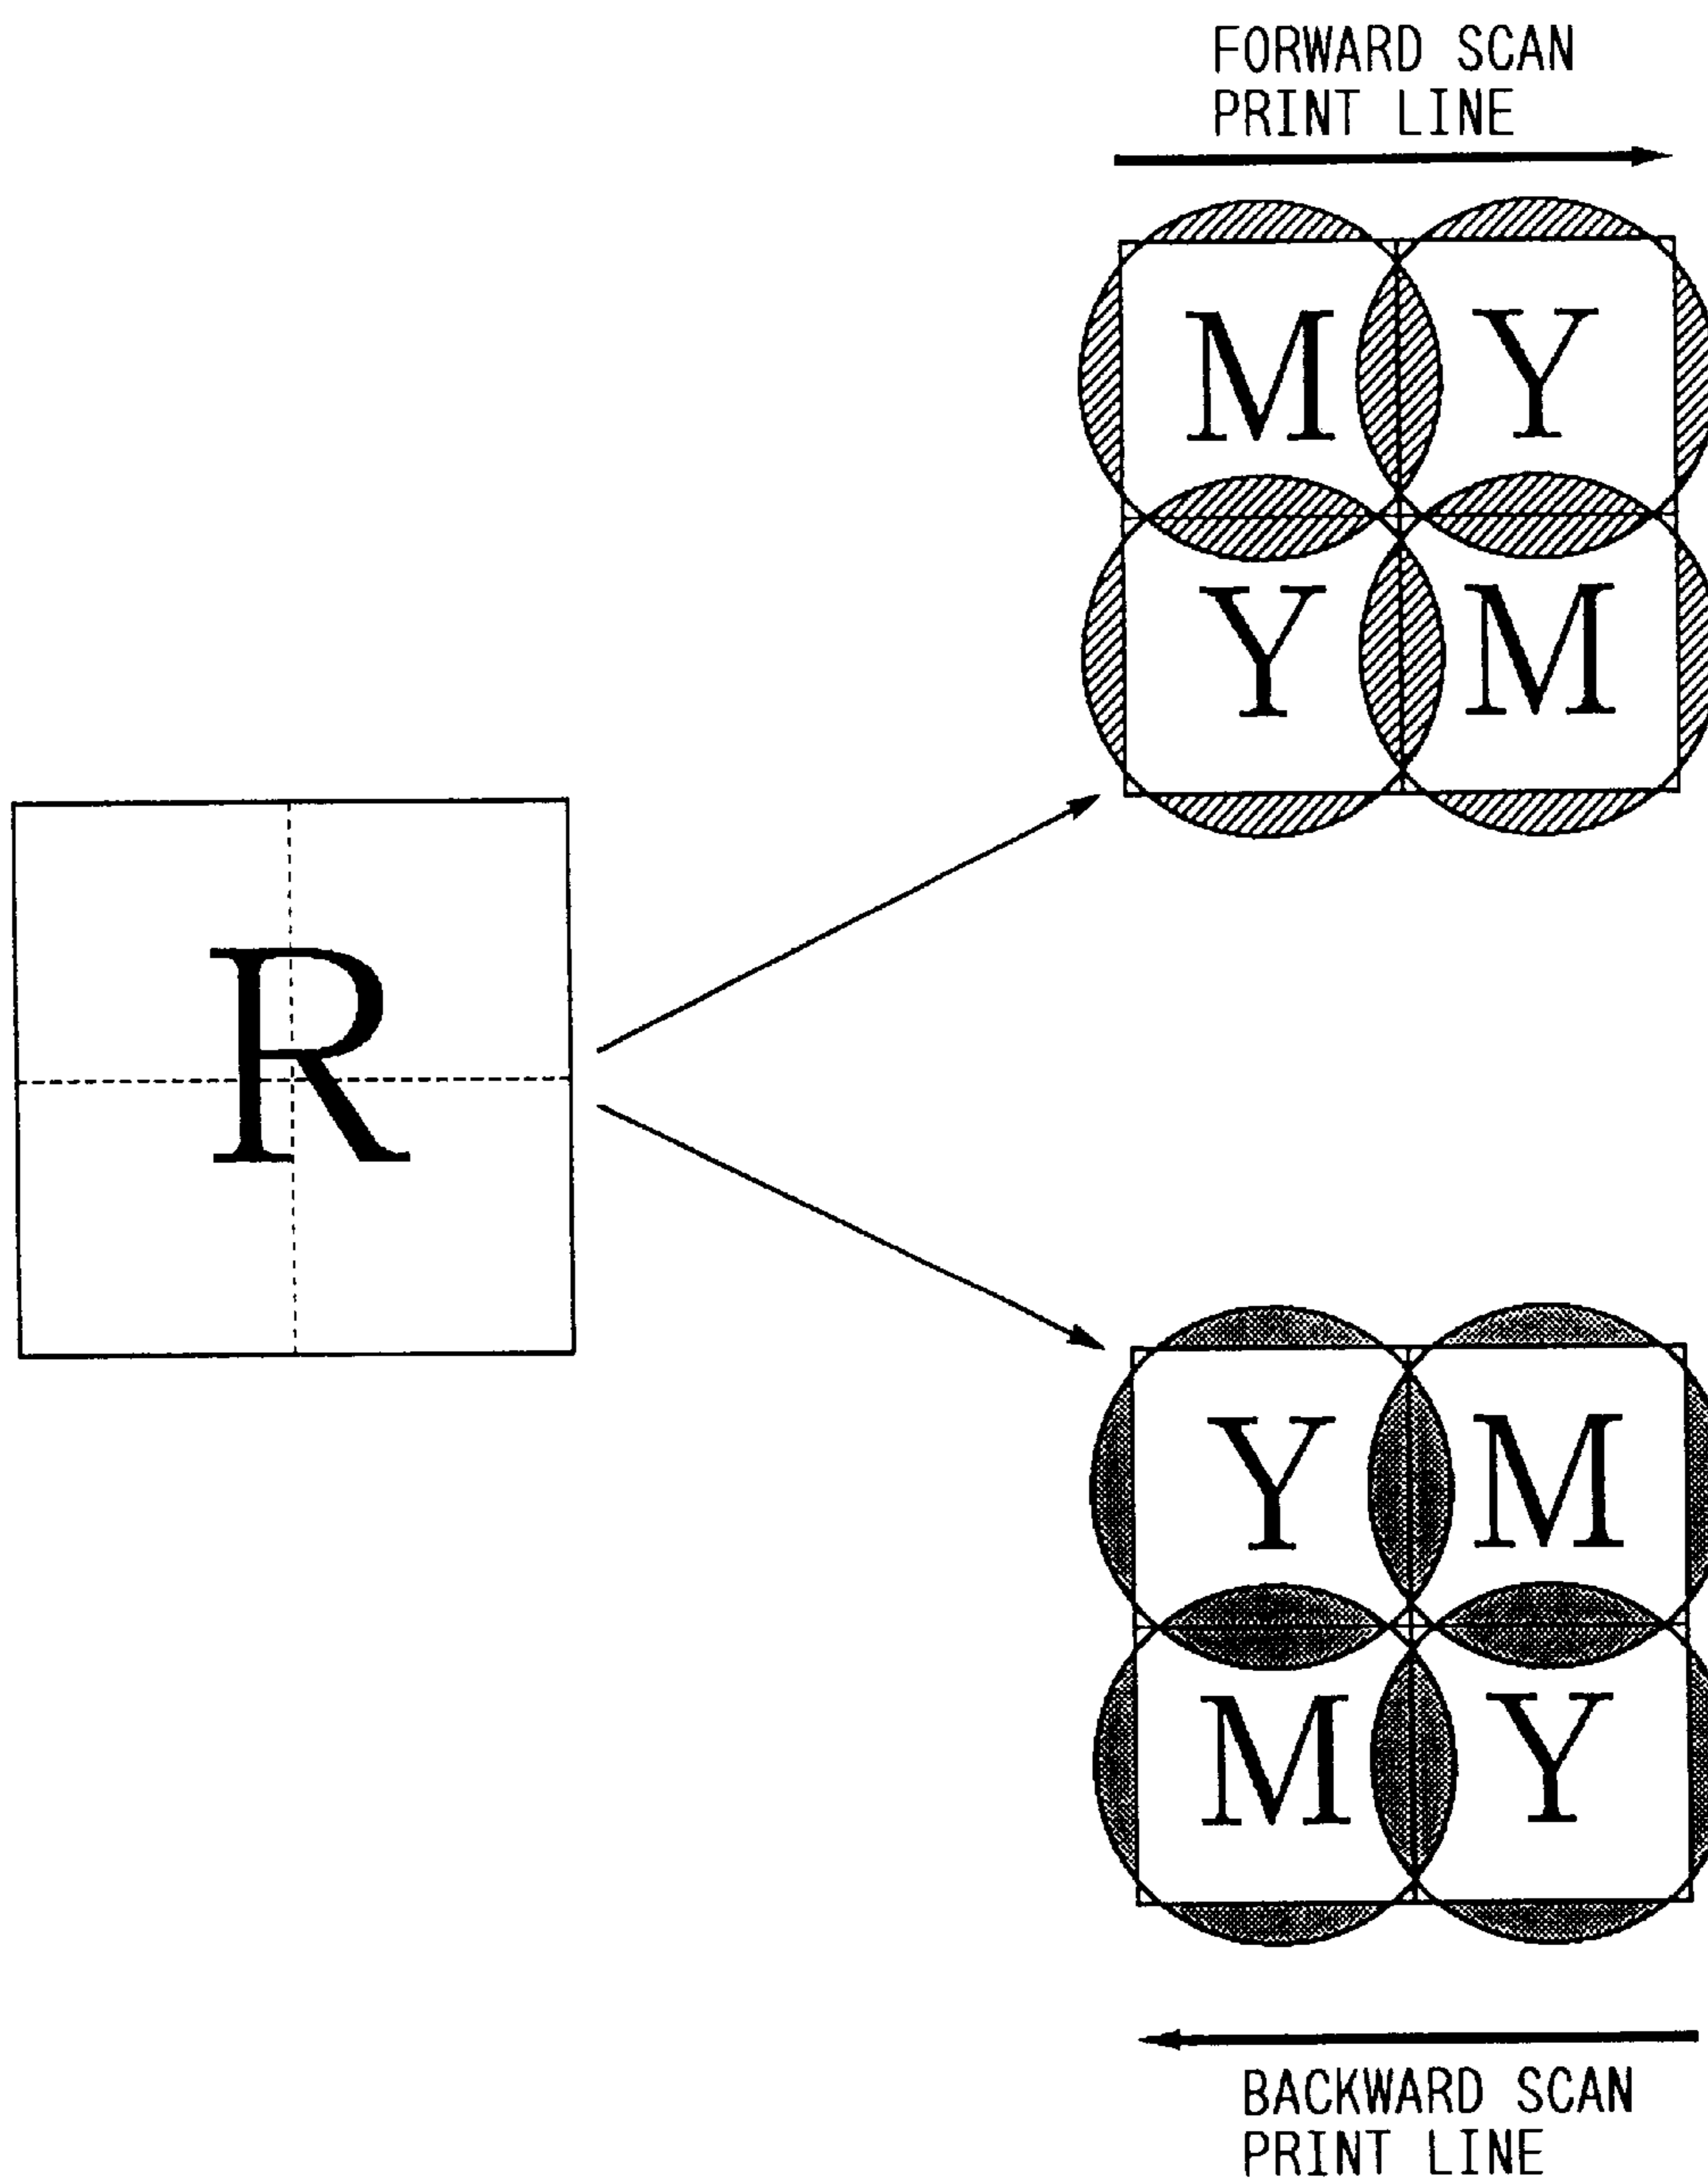 FORWARD SCAN
PRINT LINE
M Y
Y M
R
Y M
M Y
BACKWARD SCAN
PRINT LINE